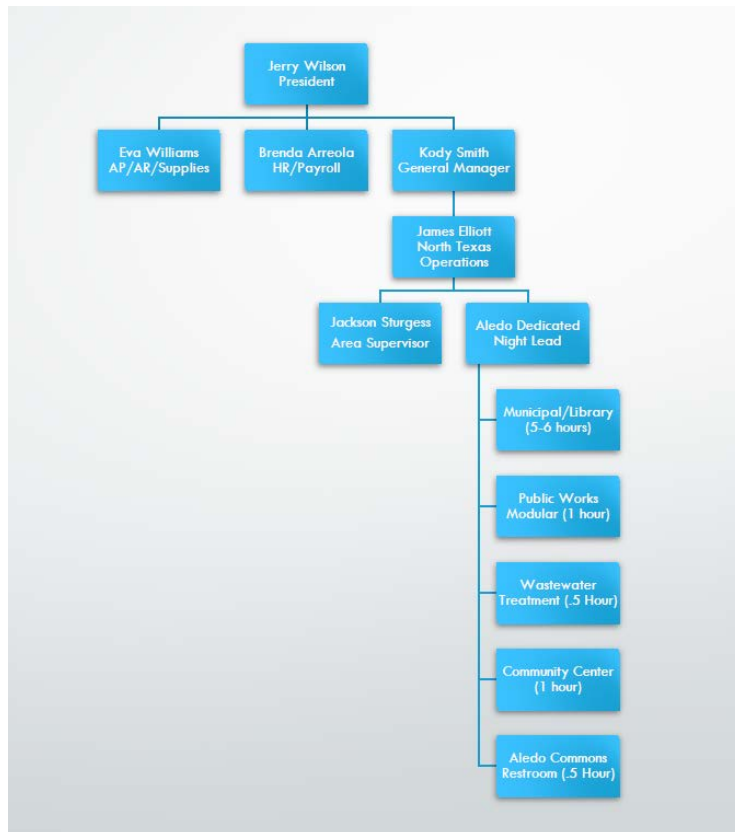 Jerry Wilson
President
Eva Williams
AP/AR/Supplies
Brenda Arreola
HR/Payroll
Kody Smith
General Manager
James Elliott
North Texas
Operations
Jackson Sturgess
Area Supervisor
Aledo Dedicated
Night Lead
Municipal/Library
(5-6 hours)
Public Works
Modular (1 hour)
Wastewater
Treatment (.5 Hour)
Community Center
(1 hour)
Aledo Commons
Restroom (.5 Hour)